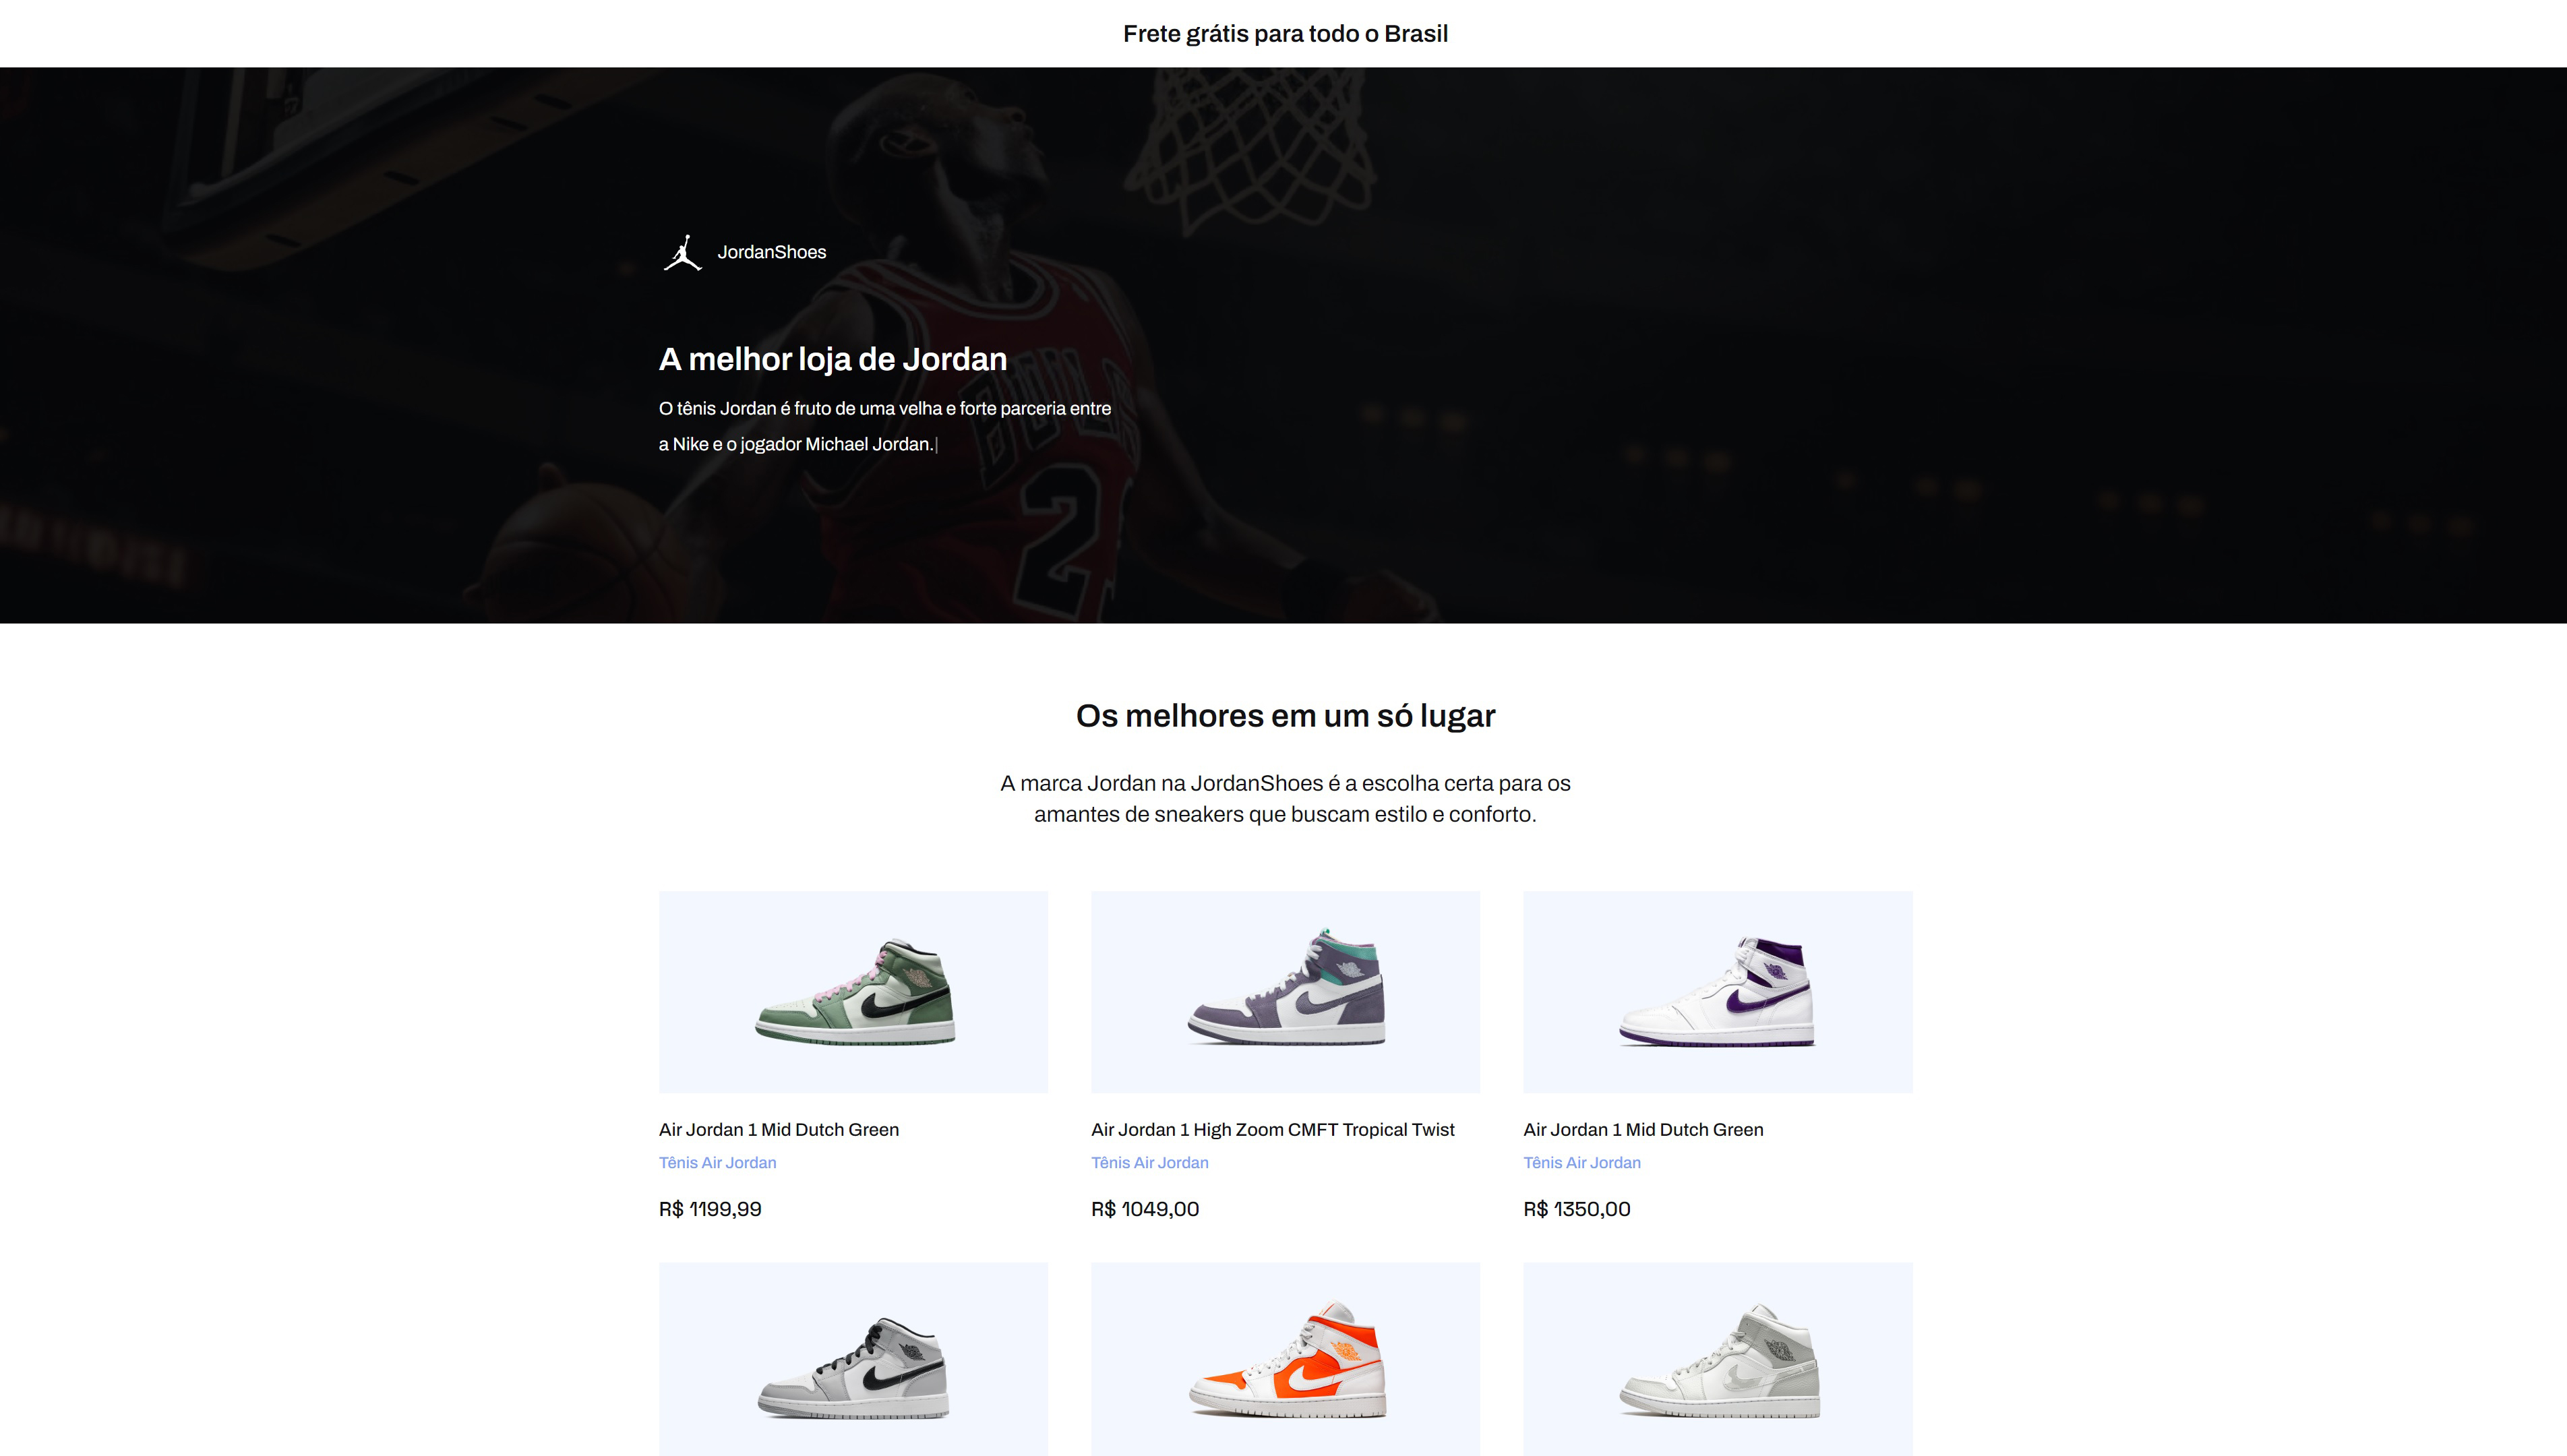 Frete grátis para todo o Brasil
JordanShoes
A melhor loja de Jordan
O tênis Jordan é fruto de uma velha e forte parceria entre
a Nike e o jogador Michael Jordan.|
BULLS
2
Os melhores em um só lugar
A marca Jordan na JordanShoes é a escolha certa para os
amantes de sneakers que buscam estilo e conforto.
Air Jordan 1 Mid Dutch Green
Tênis Air Jordan
R$ 1199,99
Air Jordan 1 High Zoom CMFT Tropical Twist
Tênis Air Jordan
R$ 1049,00
Air Jordan 1 Mid Dutch Green
Tênis Air Jordan
R$ 1350,00